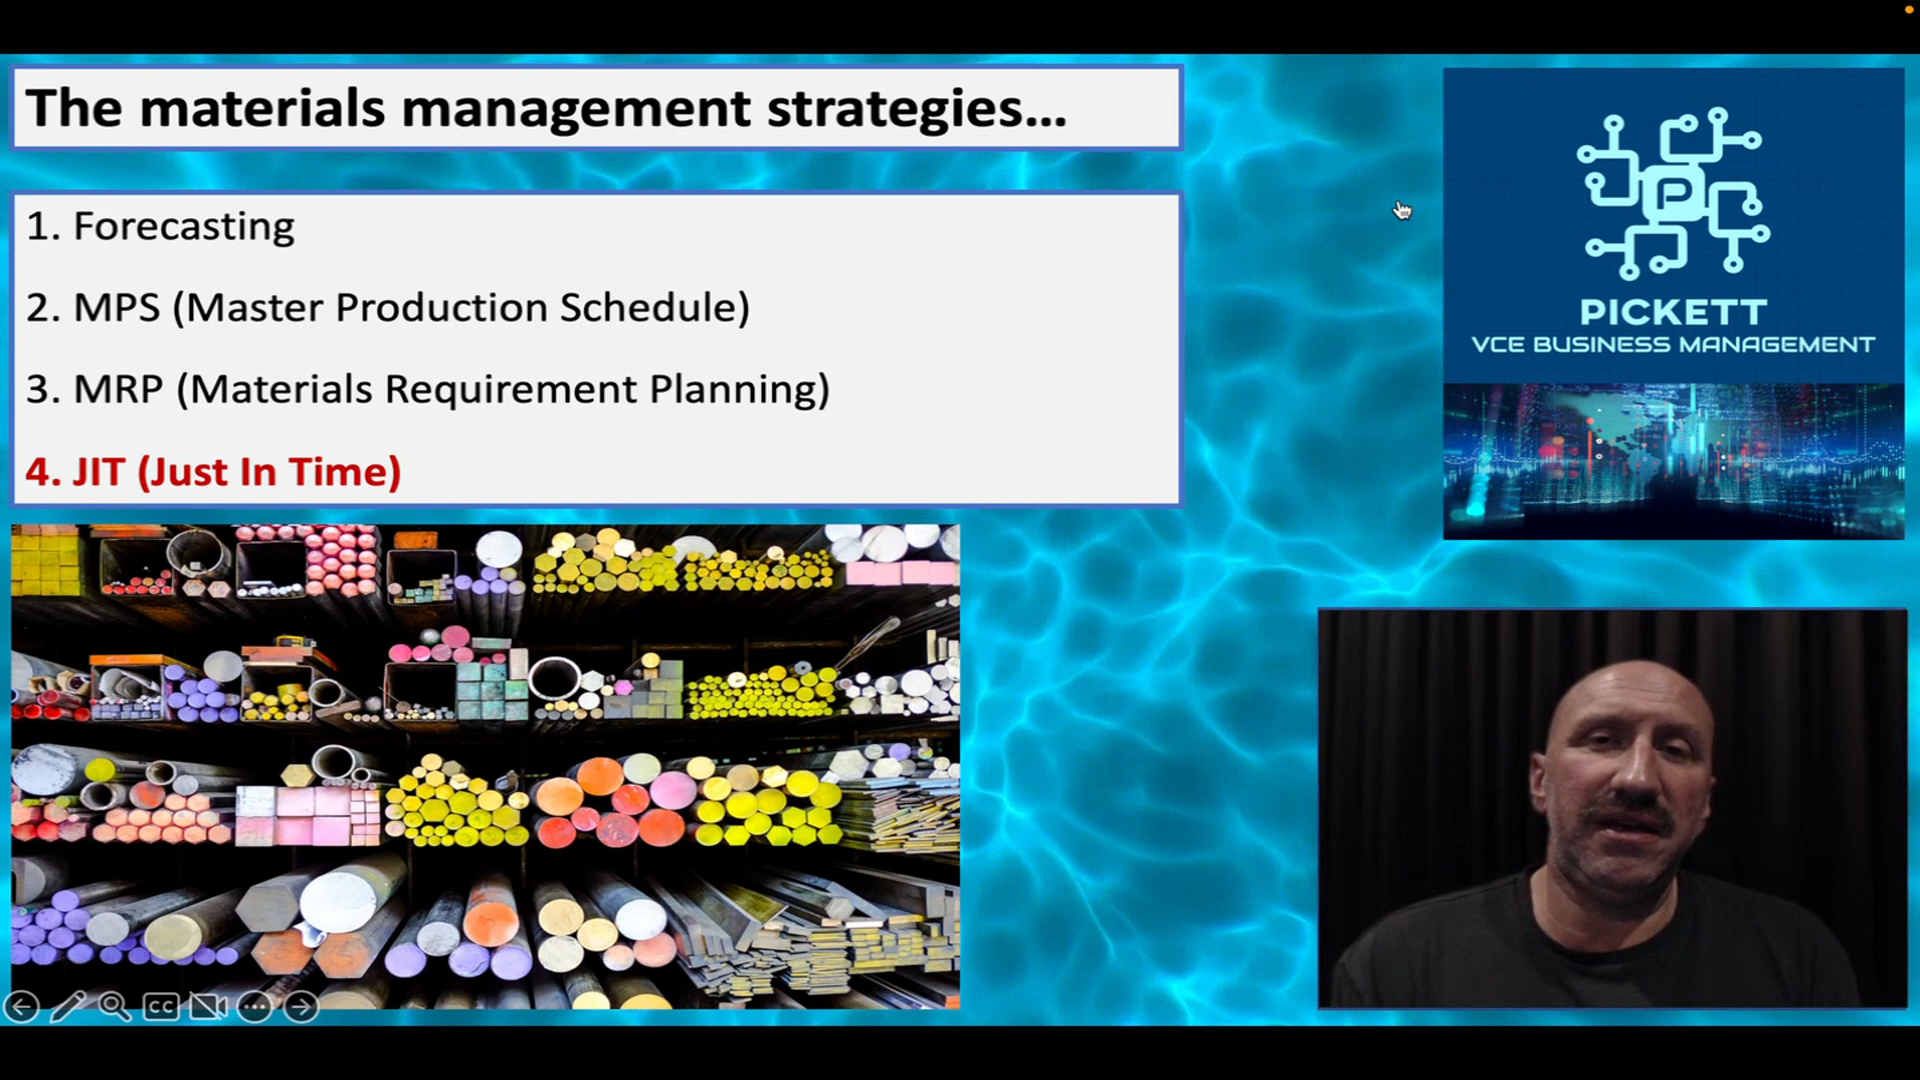 The materials management strategies...
1. Forecasting
2. MPS (Master Production Schedule)
3. MRP (Materials Requirement Planning)
4. JIT (Just In Time)
P
PICKETT
VCE BUSINESS MANAGEMENT
CC